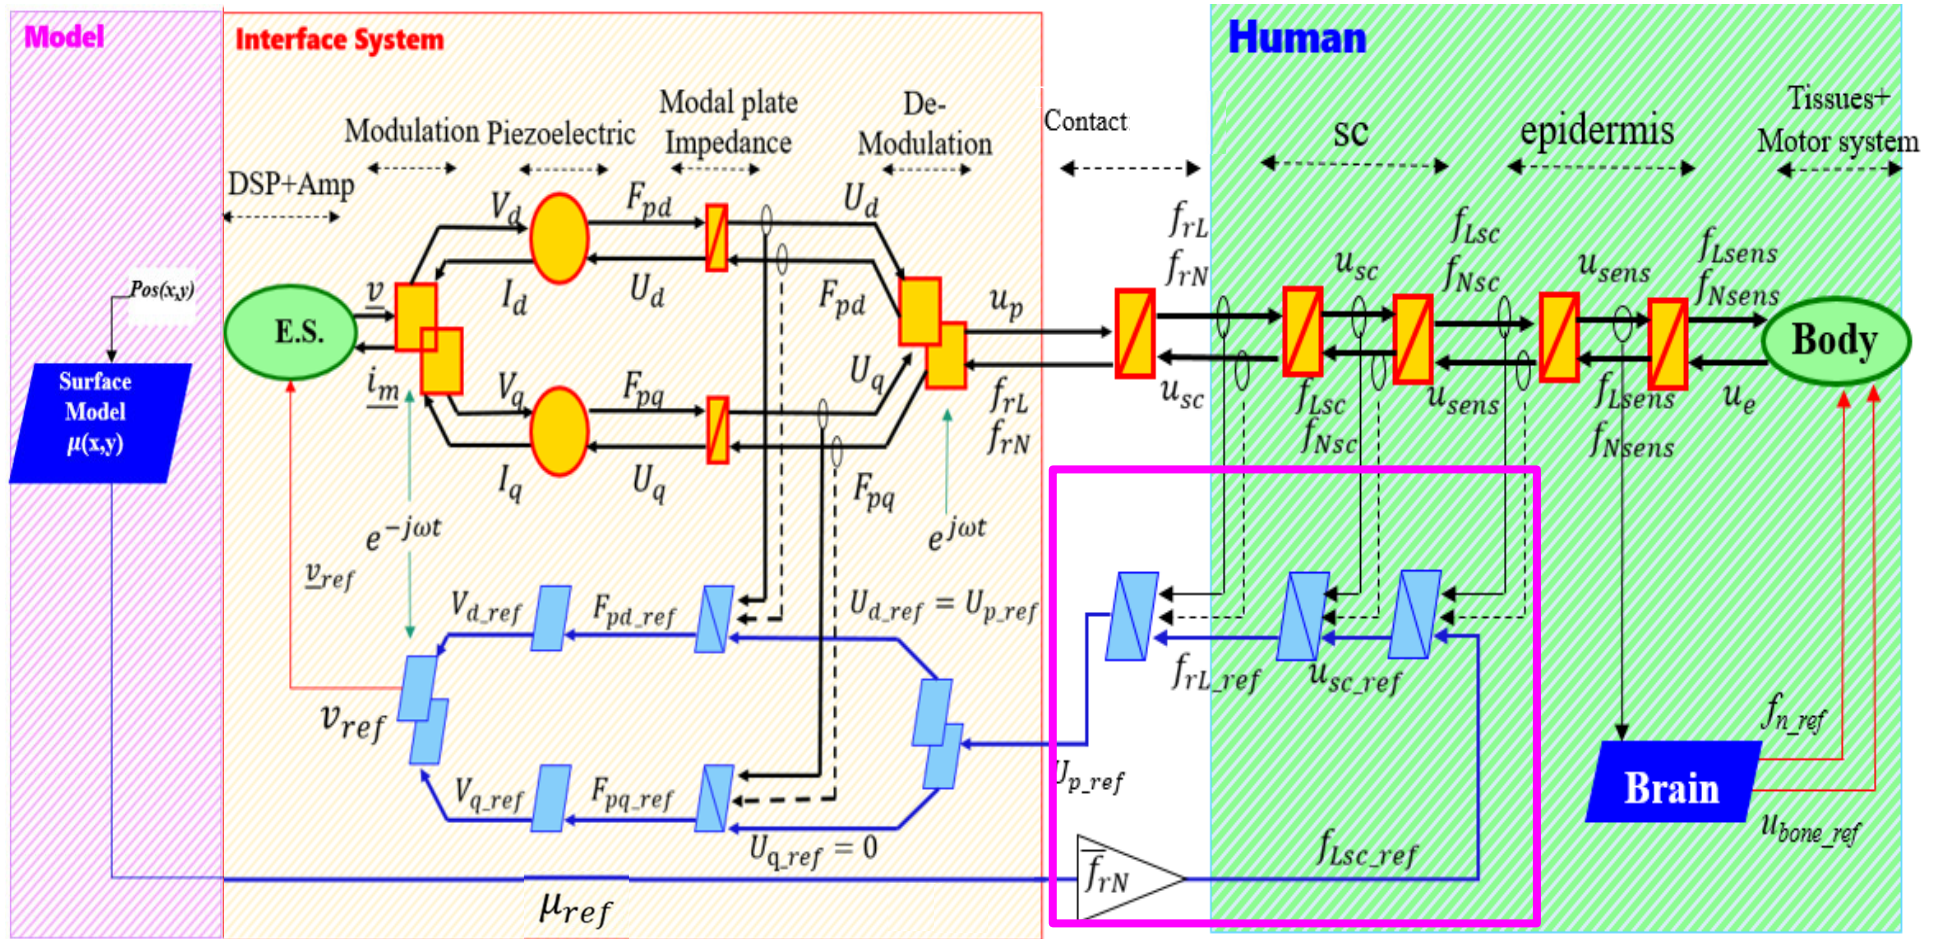 Model
Interface System
Human
Modal plate
Impedance
De-
Modulation
Modulation
Piezoelectric
DSP+Amp
Contact
sc
epidermis
Tissues+
Motor system
V_d
F_pd
U_d
I_d
U_d
F_pd
Pos(x,y)
v
E.S.
i_m
Surface
Model
μ(x,y)
V_q
F_pq
U_q
I_q
U_q
F_pq
u_p
f_rL
f_rN
f_rL
f_rN
u_sc
u_sc
f_Lsc
f_Nsc
f_Lsc
f_Nsc
u_sens
u_sens
f_Lsens
f_Nsens
f_Lsens
f_Nsens
u_e
Body
e^-jωt
e^jωt
v_ref
V_d_ref
F_pd_ref
U_d_ref = U_p_ref
v_ref
V_q_ref
F_pq_ref
U_q_ref = 0
f_rL_ref
u_sc_ref
U_p_ref
f_rN
f_Lsc_ref
μ_ref
Brain
f_n_ref
u_bone_ref